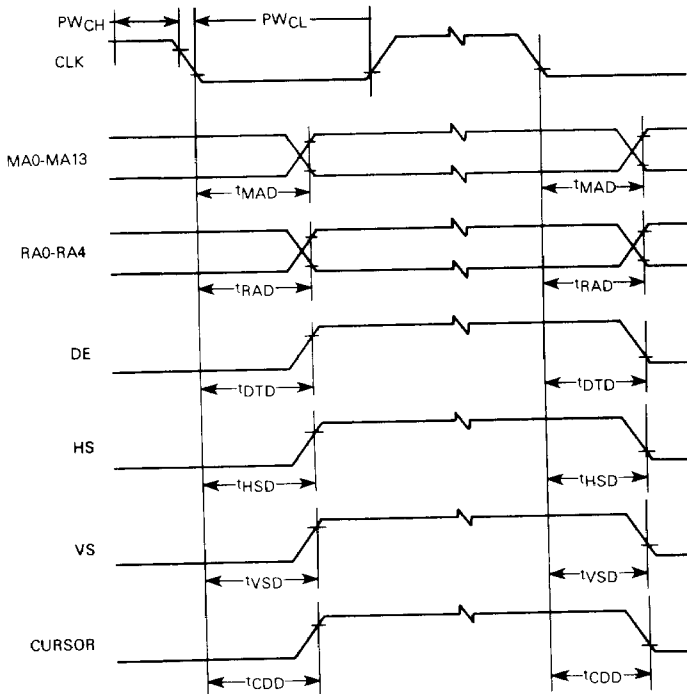 PWCH
PWCL
CLK
MA0-MA13
tMAD
tMAD
RA0-RA4
tRAD
tRAD
DE
tDTD
tDTD
HS
tHSD
tHSD
VS
tVSD
tVSD
CURSOR
tCDD
tCDD